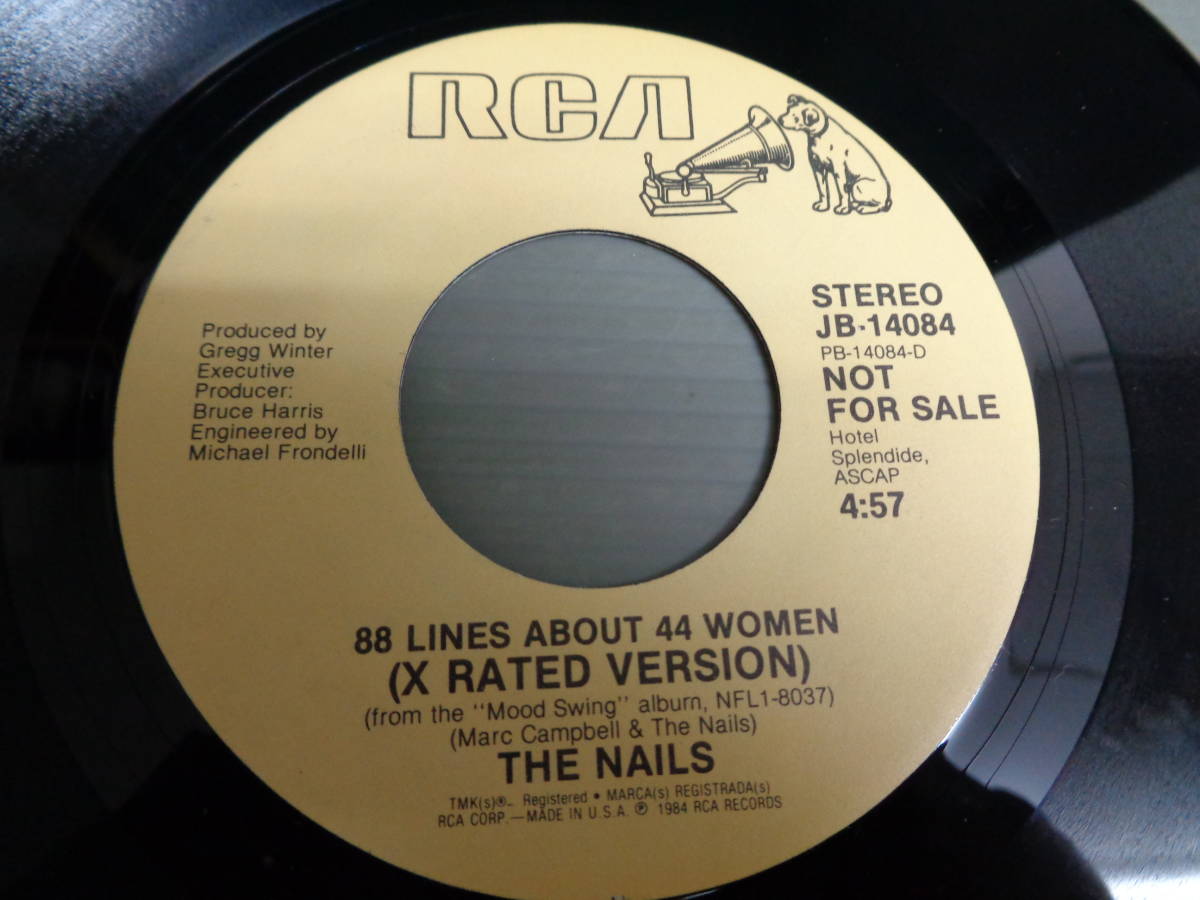 RCA
STEREO
JB-14084
PB-14084-D
NOT
FOR SALE
Hotel
Splendide,
ASCAP
4:57
Produced by
Gregg Winter
Executive
Producer:
Bruce Harris
Engineered by
Michael Frondelli
88 LINES ABOUT 44 WOMEN
(X RATED VERSION)
(from the "Mood Swing" album, NFL1-8037)
(Marc Campbell & The Nails)
THE NAILS
TMK(s)®– Registered • MARCA(s) REGISTRADA(s)
RCA CORP.—MADE IN U.S.A. ℗ 1984 RCA RECORDS